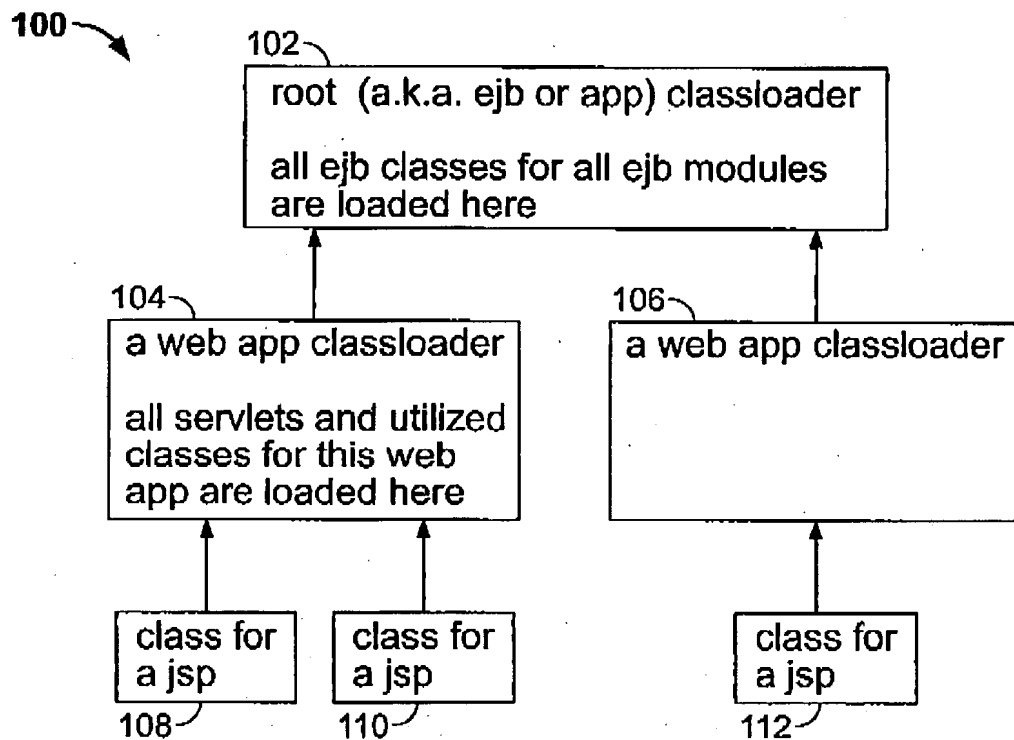 100
102
root (a.k.a. ejb or app) classloader
all ejb classes for all ejb modules
are loaded here
104
a web app classloader
all servlets and utilized
classes for this web
app are loaded here
106
a web app classloader
class for
a jsp
108
class for
a jsp
110
class for
a jsp
112